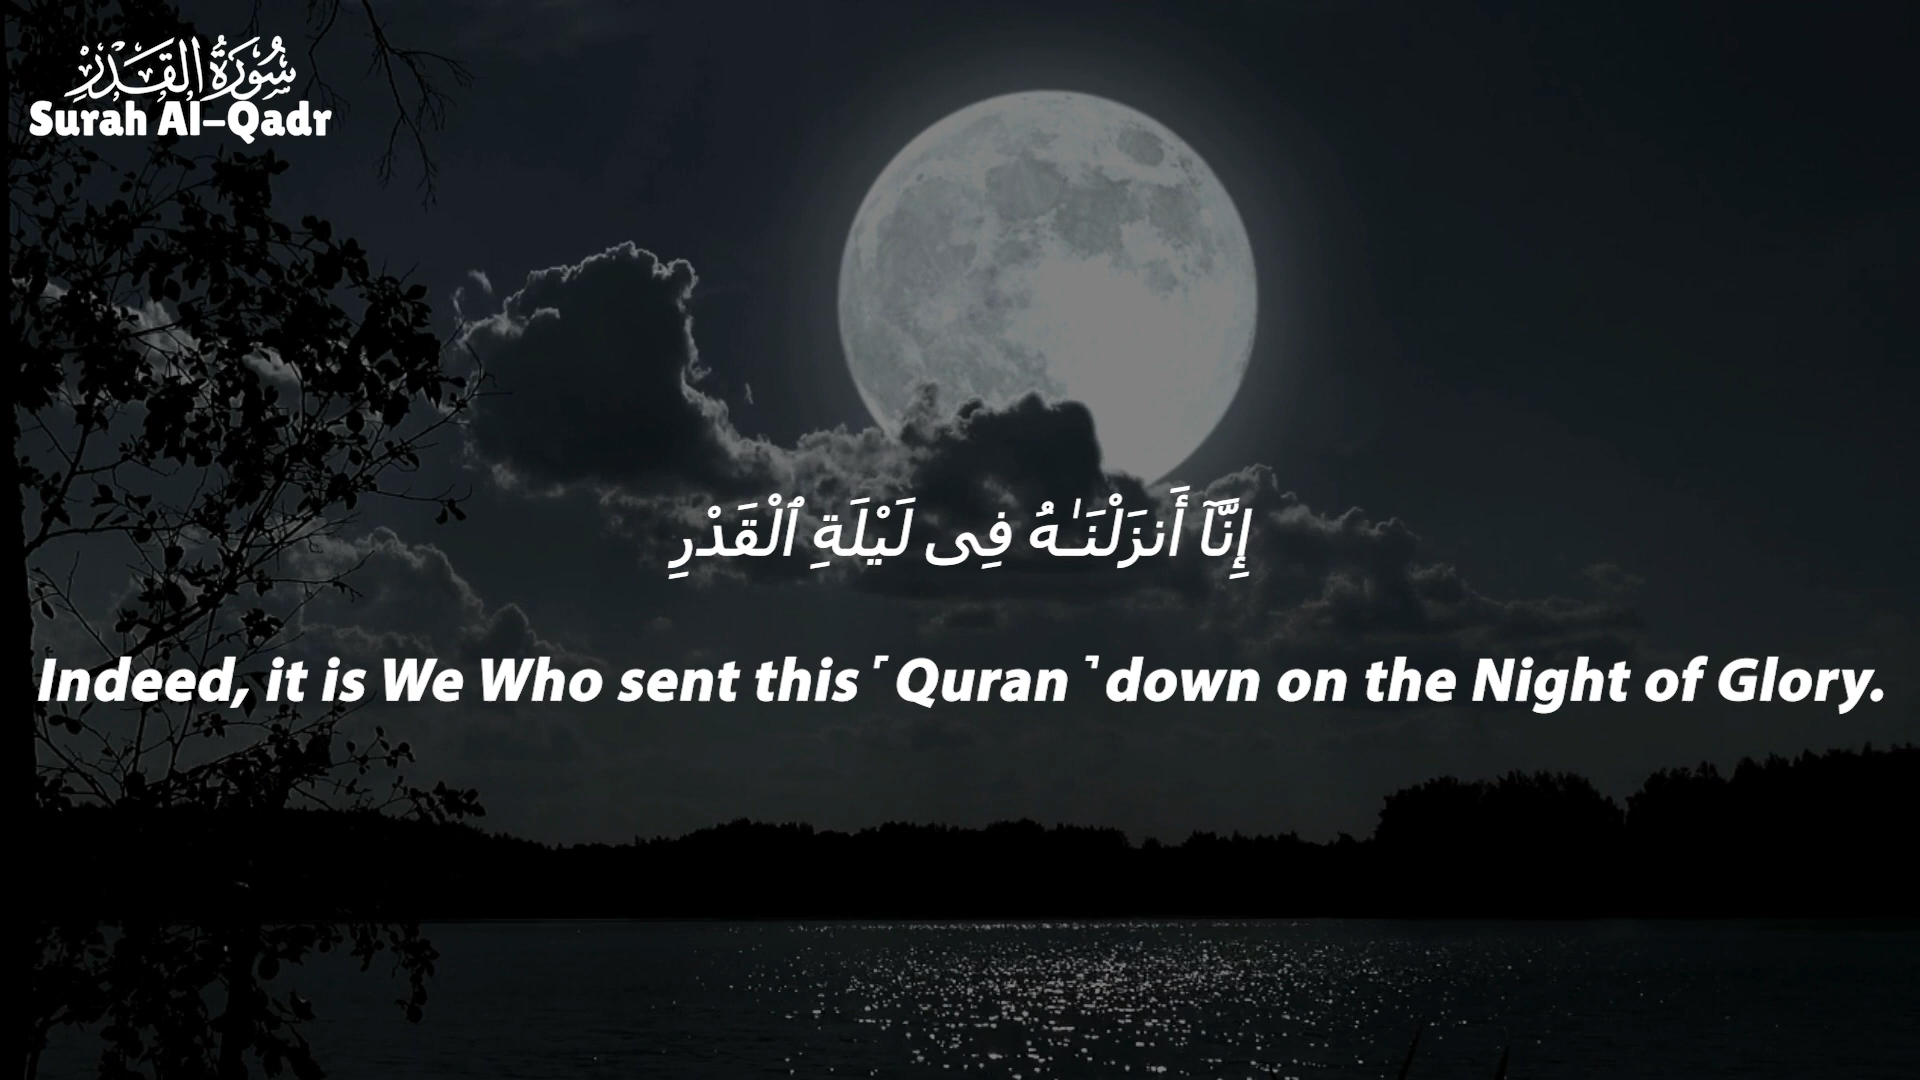 سُورَةُ القَدْرِ
Surah Al-Qadr
إِنَّآ أَنزَلْنَـٰهُ فِى لَيْلَةِ ٱلْقَدْرِ
Indeed, it is We Who sent this ˹Quran˺ down on the Night of Glory.